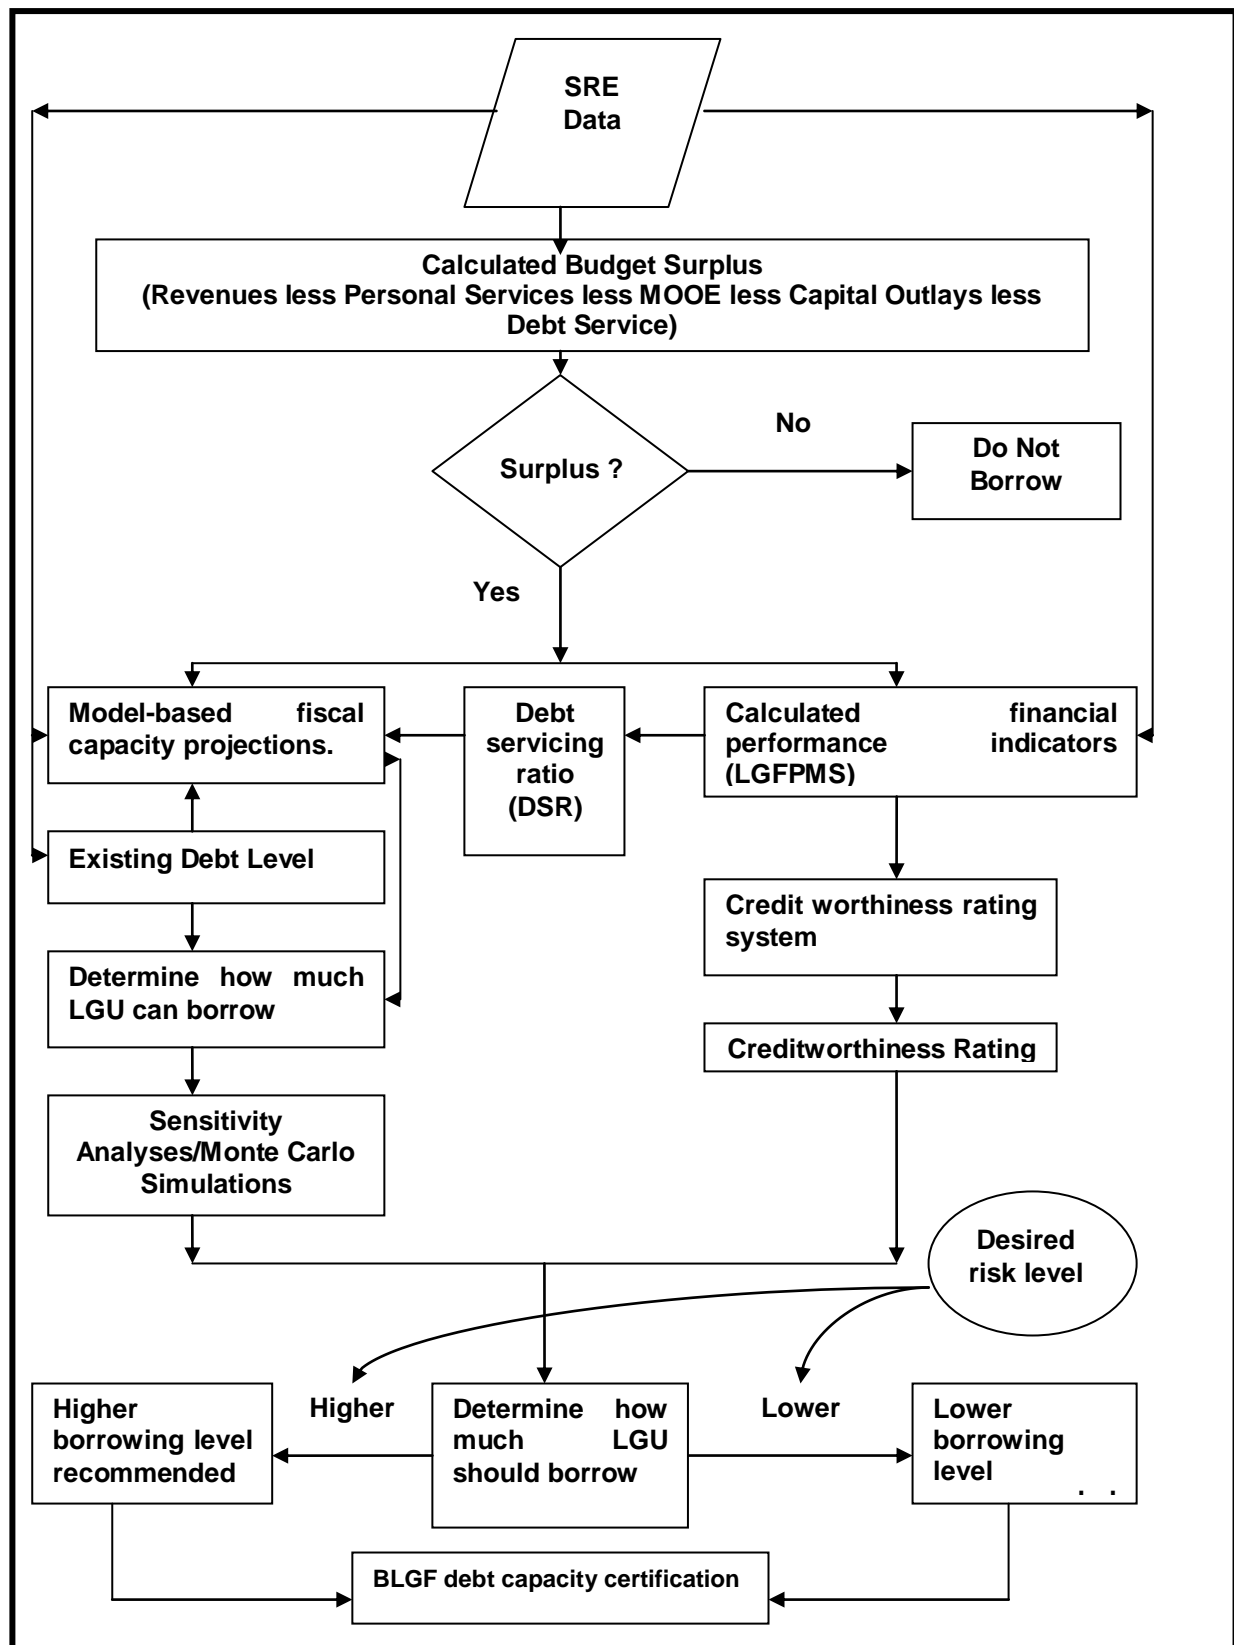 SRE
Data
Calculated Budget Surplus
(Revenues less Personal Services less MOOE less Capital Outlays less
Debt Service)
No
Surplus ?
Do Not
Borrow
Yes
Model-based fiscal
capacity projections.
Debt
servicing
ratio
(DSR)
Calculated financial
performance indicators
(LGFPMS)
Existing Debt Level
Credit worthiness rating
system
Determine how much
LGU can borrow
Creditworthiness Rating
Sensitivity
Analyses/Monte Carlo
Simulations
Desired
risk level
Higher
borrowing level
recommended
Higher
Determine how
much LGU
should borrow
Lower
Lower
borrowing
level
BLGF debt capacity certification